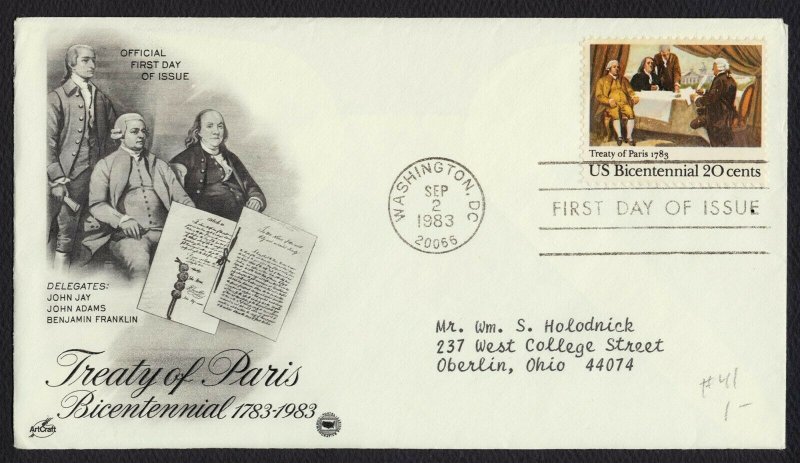 OFFICIAL
FIRST DAY
OF ISSUE
DELEGATES:
JOHN JAY
JOHN ADAMS
BENJAMIN FRANKLIN
Treaty of Paris
Bicentennial 1783-1983
ArtCraft
WASHINGTON, DC
SEP
2
1983
20066
Treaty of Paris 1783
US Bicentennial 20 cents
FIRST DAY OF ISSUE
Mr. Wm. S. Holodnick
237 West College Street
Oberlin, Ohio 44074
#41
1-